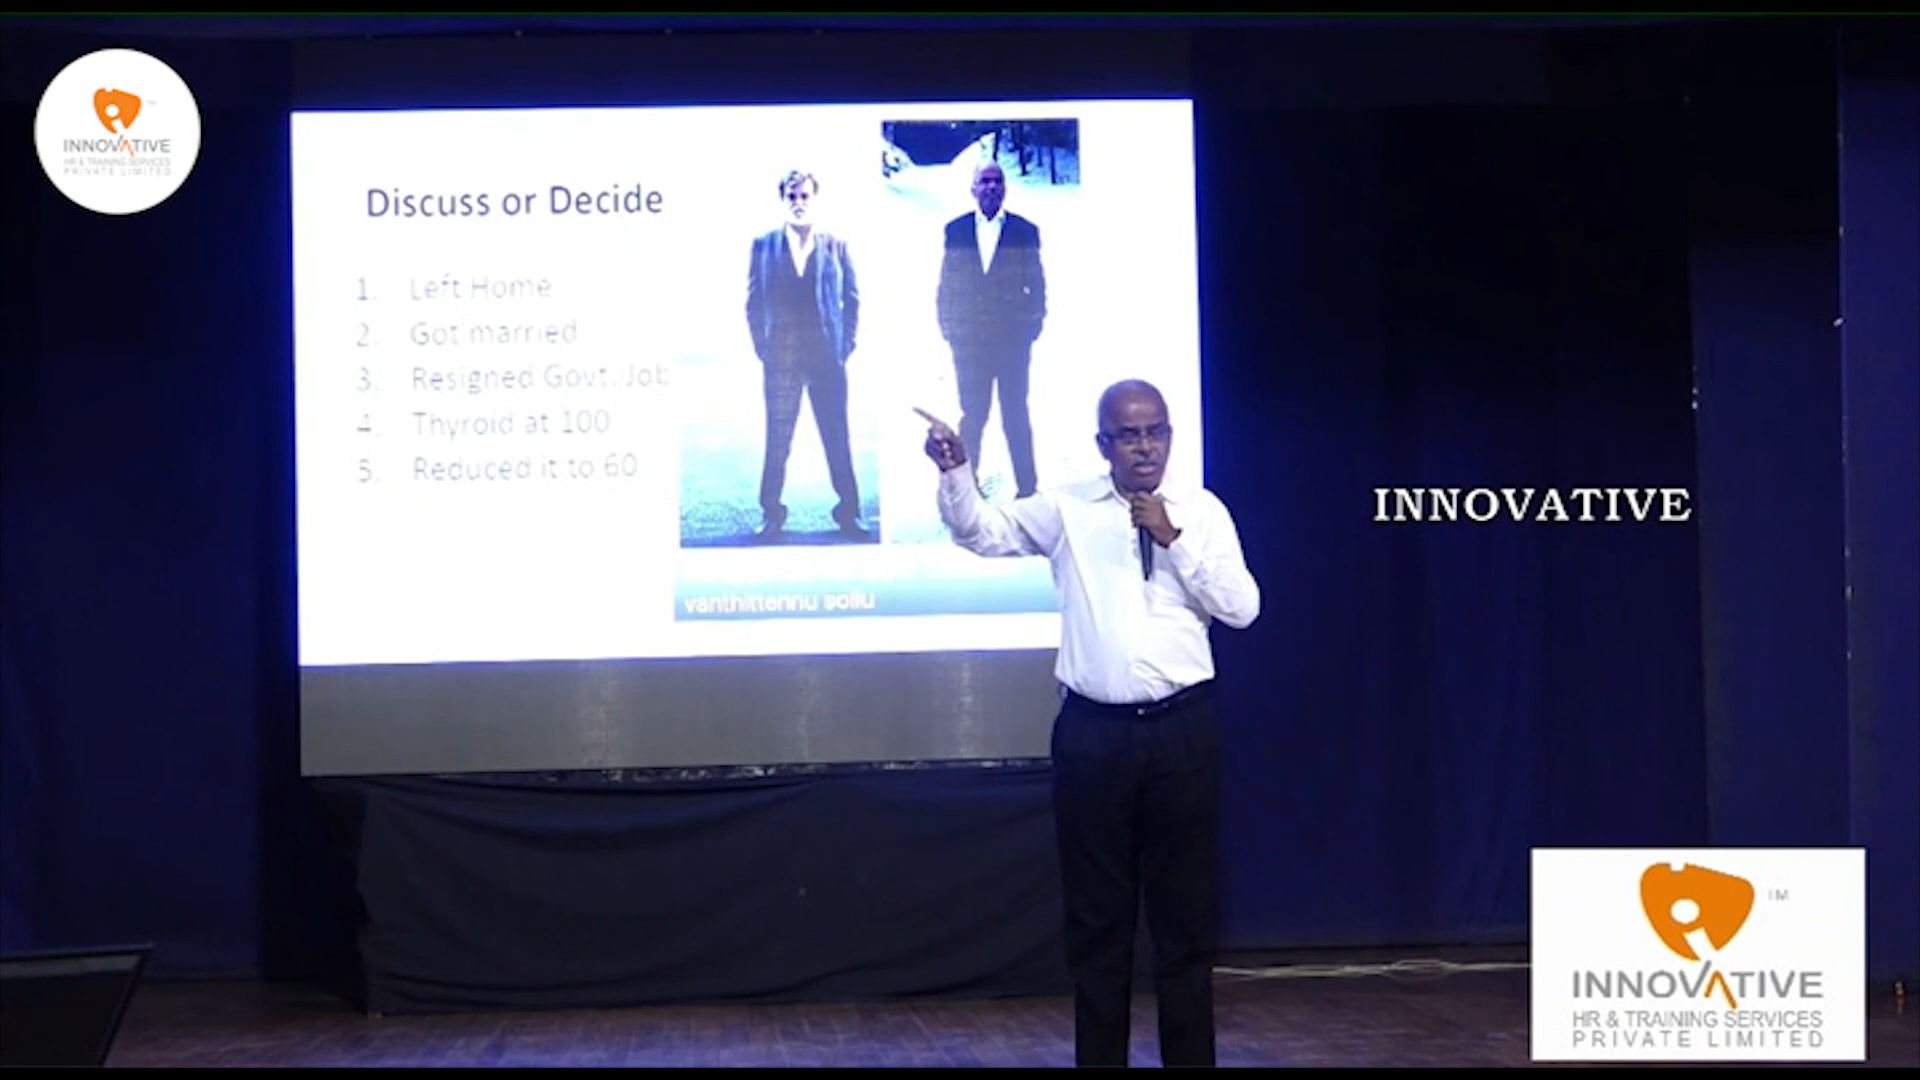 INNOVATIVE
HR & TRAINING SERVICES
PRIVATE LIMITED
Discuss or Decide
1. Left Home
2. Got married
3. Resigned Govt. Job
4. Thyroid at 100
5. Reduced it to 60
vanthittennu sollu
INNOVATIVE
TM
INNOVATIVE
HR & TRAINING SERVICES
PRIVATE LIMITED